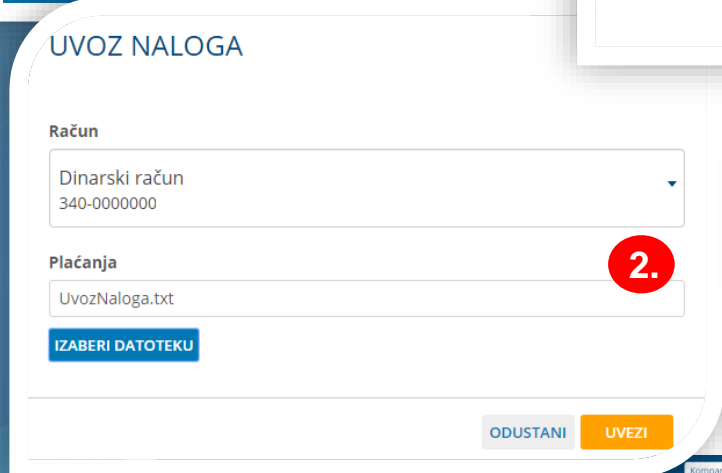 UVOZ NALOGA
Račun
Dinarski račun
340-0000000
Plaćanja
2.
UvozNaloga.txt
IZABERI DATOTEKU
ODUSTANI UVEZI